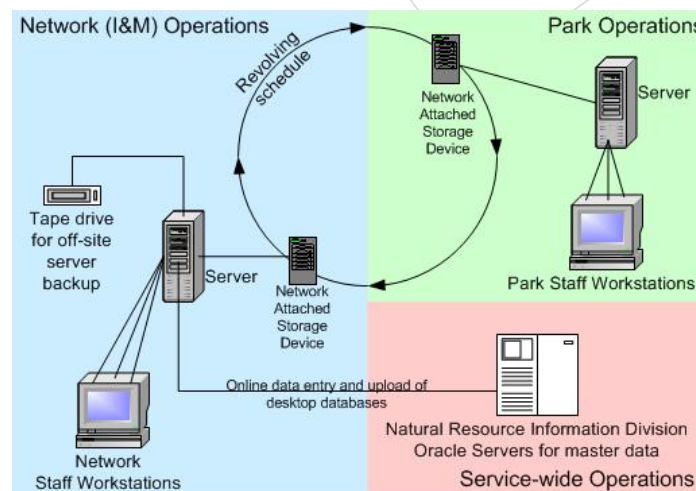 Network (I&M) Operations
Park Operations
Revolving
schedule
Network
Attached
Storage
Device
Server
Tape drive
for off-site
server
backup
Server
Network
Attached
Storage
Device
Park Staff Workstations
Online data entry and upload of
desktop databases
Natural Resource Information Division
Oracle Servers for master data
Network
Staff Workstations
Service-wide Operations